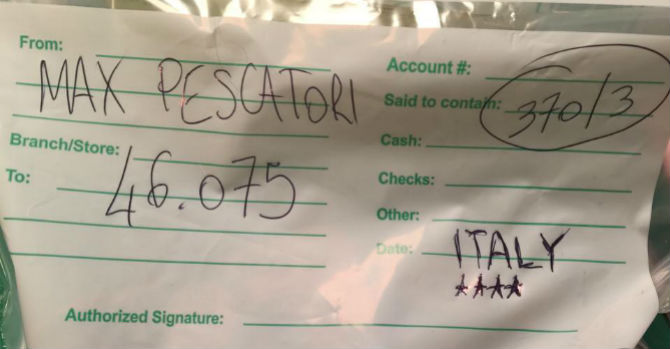 From:
MAX PESCATORI
Account #:
Said to contain: 370/3
Cash:
Branch/Store:
46.075
To:
Checks:
Other:
Date: ITALY
****
Authorized Signature: